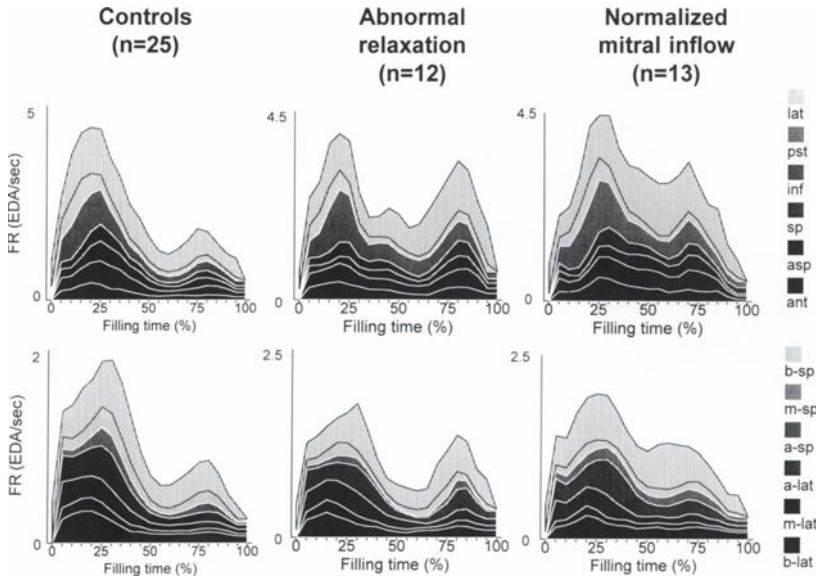 Controls
(n=25)
Abnormal
relaxation
(n=12)
Normalized
mitral inflow
(n=13)
FR (EDA/sec)
5
0
0 25 50 75 100
Filling time (%)
4.5
0
0 25 50 75 100
Filling time (%)
4.5
0
0 25 50 75 100
Filling time (%)
lat
pst
inf
sp
asp
ant
FR (EDA/sec)
2
0
0 25 50 75 100
Filling time (%)
2.5
0
0 25 50 75 100
Filling time (%)
2.5
0
0 25 50 75 100
Filling time (%)
b-sp
m-sp
a-sp
a-lat
m-lat
b-lat